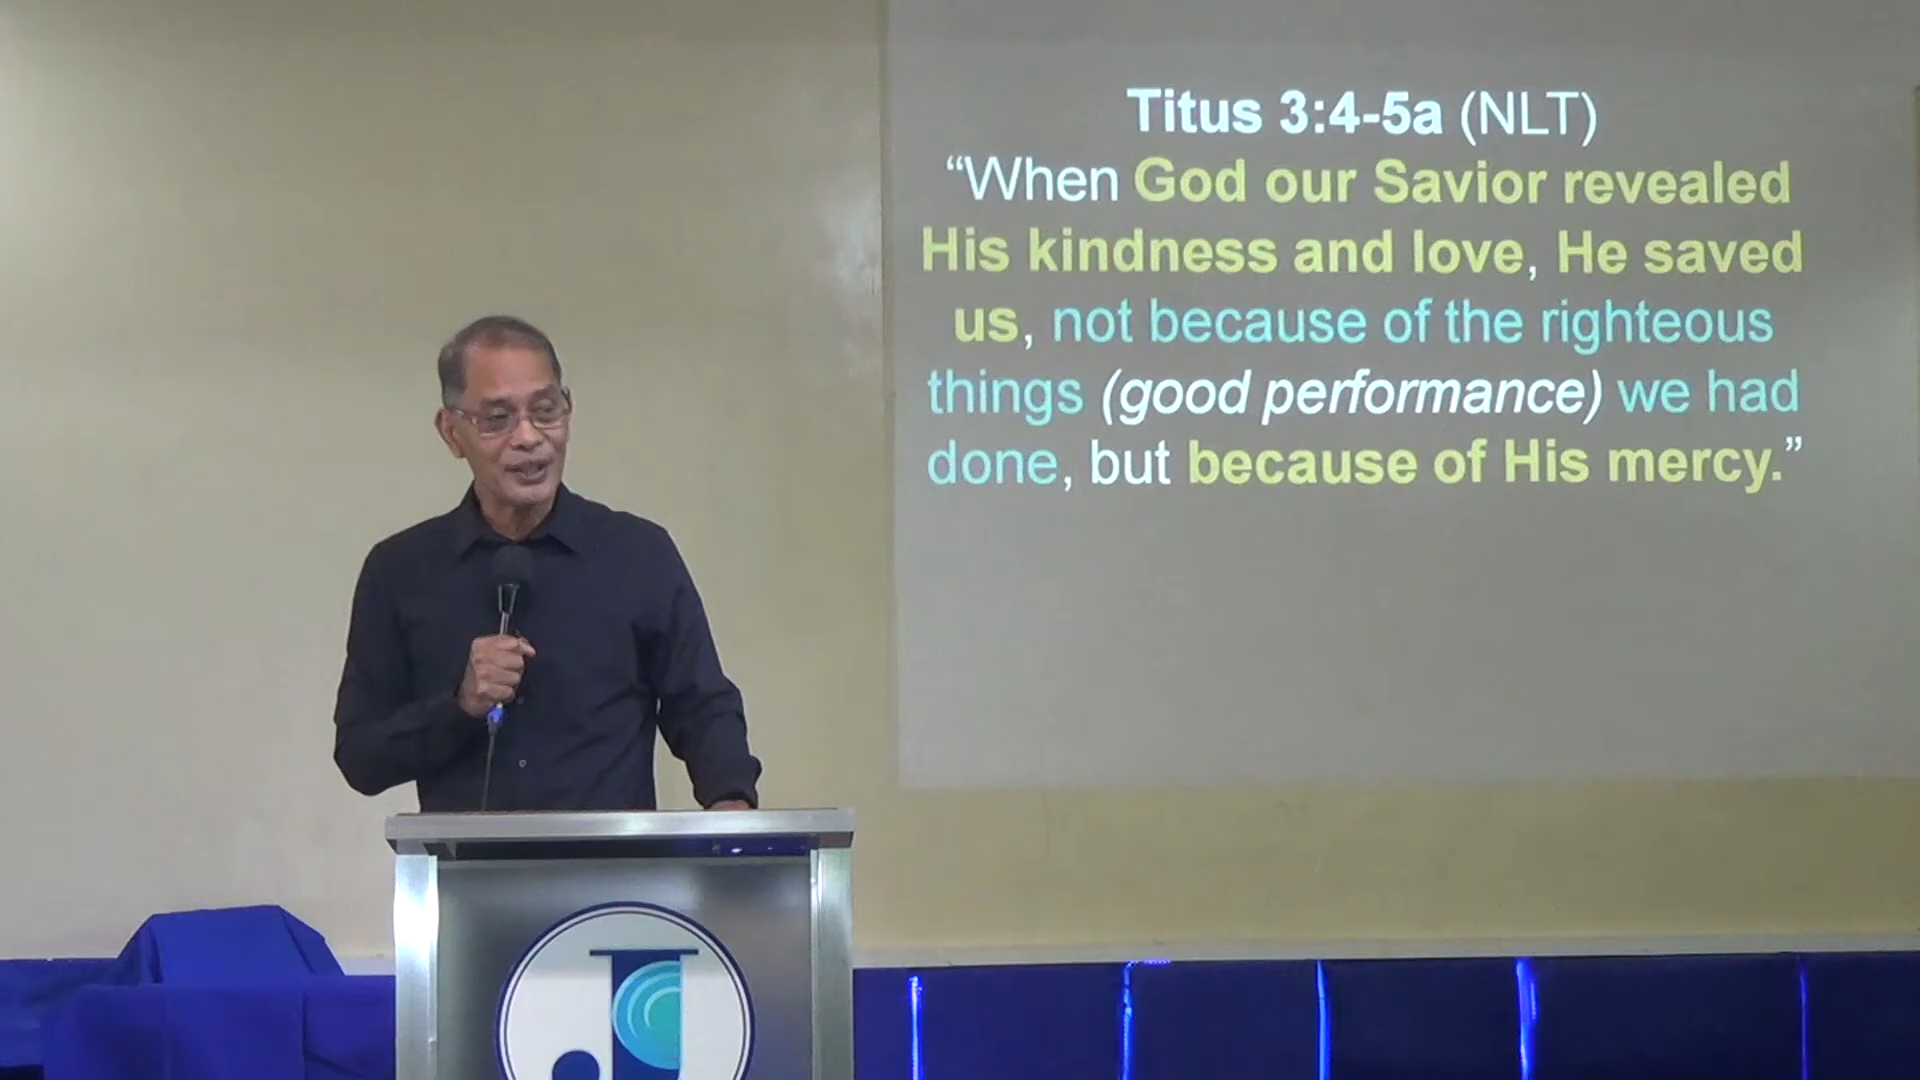 Titus 3:4-5a (NLT)
“When God our Savior revealed
His kindness and love, He saved
us, not because of the righteous
things (good performance) we had
done, but because of His mercy.”